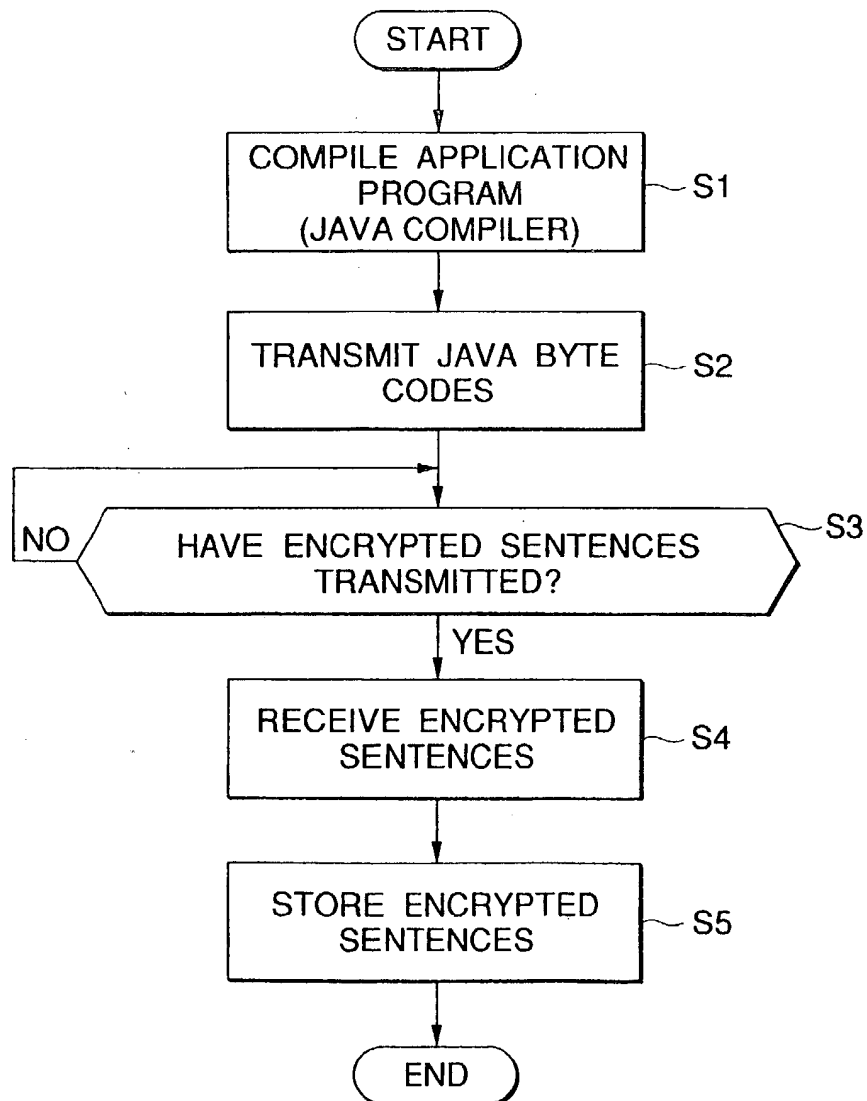 START
COMPILE APPLICATION
PROGRAM
(JAVA COMPILER)
S1
TRANSMIT JAVA BYTE
CODES
S2
NO
HAVE ENCRYPTED SENTENCES
TRANSMITTED?
S3
YES
RECEIVE ENCRYPTED
SENTENCES
S4
STORE ENCRYPTED
SENTENCES
S5
END